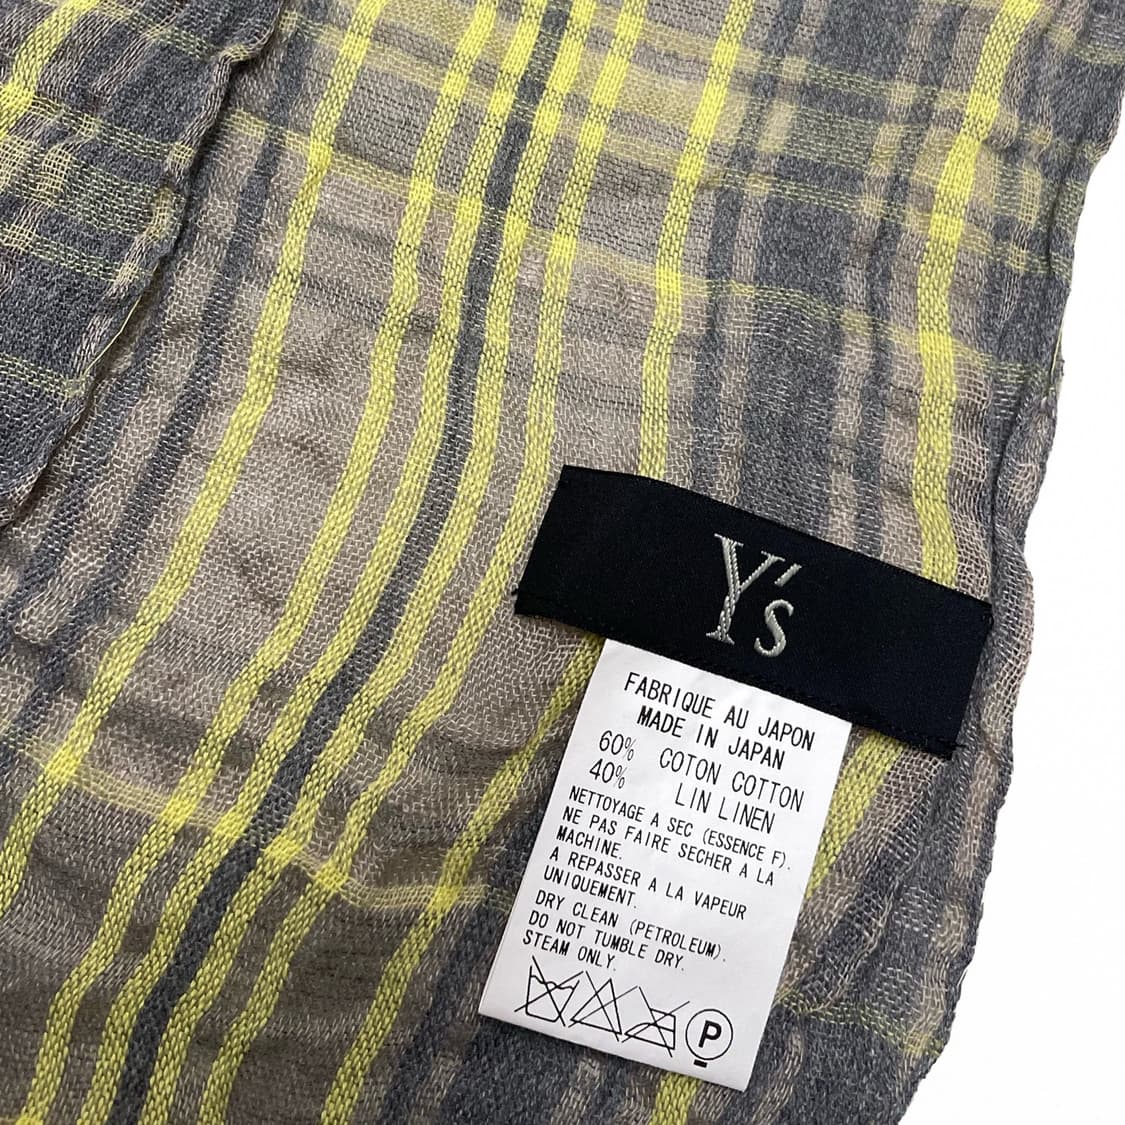 Y's
FABRIQUE AU JAPON
MADE IN JAPAN
60% COTON COTTON
40% LIN LINEN
NETTOYAGE A SEC (ESSENCE F).
NE PAS FAIRE SECHER A LA
MACHINE.
A REPASSER A LA VAPEUR
UNIQUEMENT.
DRY CLEAN (PETROLEUM).
DO NOT TUMBLE DRY.
STEAM ONLY.
P